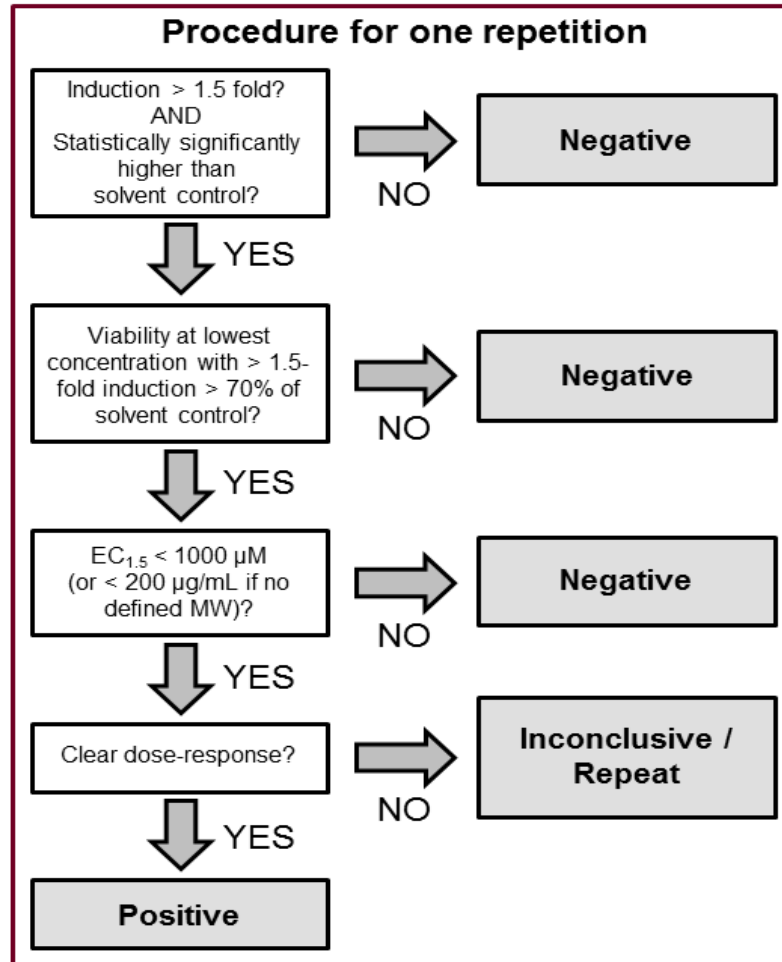 Procedure for one repetition
Induction > 1.5 fold?
AND
Statistically significantly
higher than
solvent control?
NO
Negative
YES
Viability at lowest
concentration with > 1.5-
fold induction > 70% of
solvent control?
NO
Negative
YES
EC1.5 < 1000 µM
(or < 200 µg/mL if no
defined MW)?
NO
Negative
YES
Clear dose-response?
NO
Inconclusive /
Repeat
YES
Positive